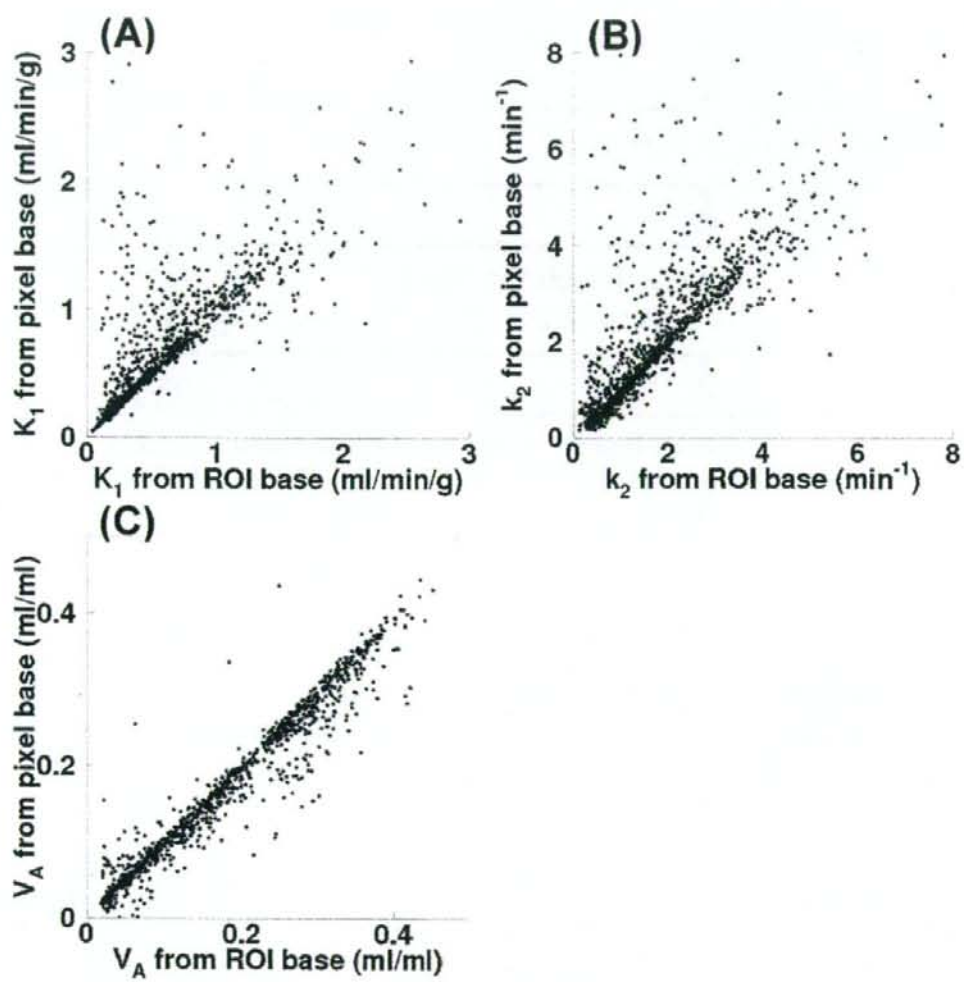 (A)
K₁ from pixel base (ml/min/g)
3
2
1
0
0 1 2 3
K₁ from ROI base (ml/min/g)
(B)
k₂ from pixel base (min⁻¹)
8
6
4
2
0
0 2 4 6 8
k₂ from ROI base (min⁻¹)
(C)
V_A from pixel base (ml/ml)
0.4
0.2
0
0 0.2 0.4
V_A from ROI base (ml/ml)